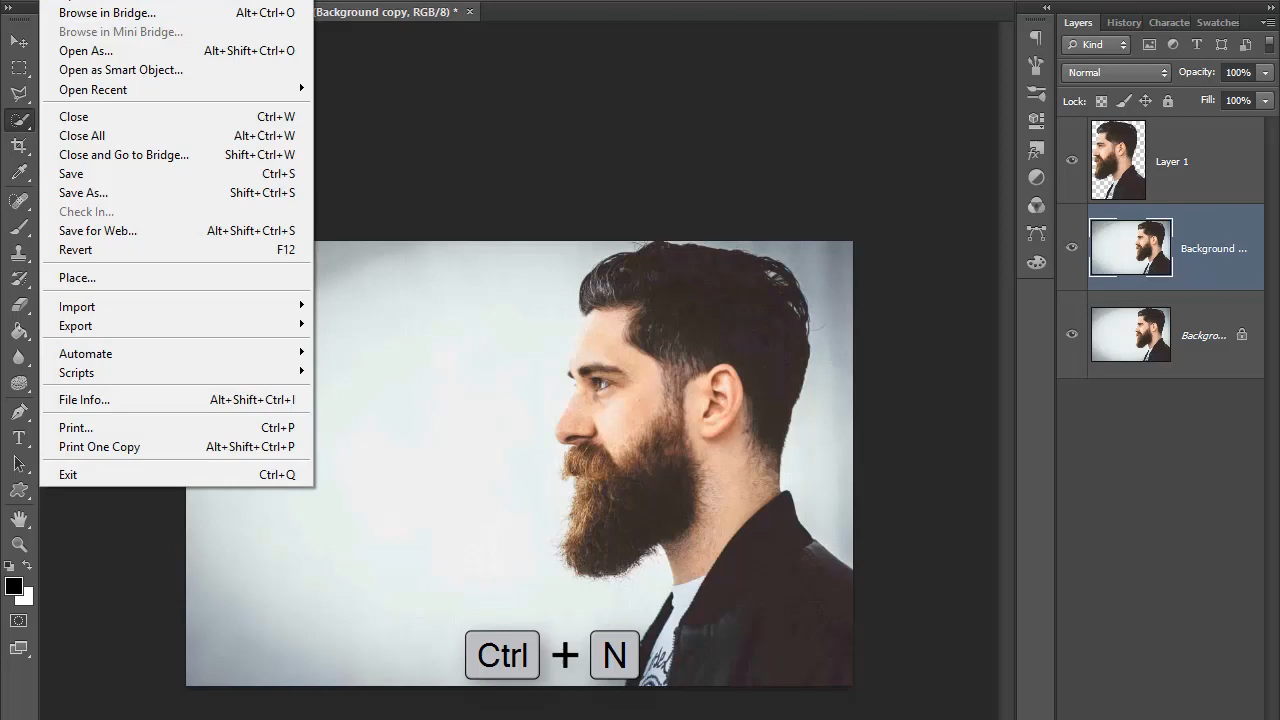 (Background copy, RGB/8) * ×
Browse in Bridge... Alt+Ctrl+O
Browse in Mini Bridge...
Open As... Alt+Shift+Ctrl+O
Open as Smart Object...
Open Recent
Close Ctrl+W
Close All Alt+Ctrl+W
Close and Go to Bridge... Shift+Ctrl+W
Save Ctrl+S
Save As... Shift+Ctrl+S
Check In...
Save for Web... Alt+Shift+Ctrl+S
Revert F12
Place...
Import
Export
Automate
Scripts
File Info... Alt+Shift+Ctrl+I
Print... Ctrl+P
Print One Copy Alt+Shift+Ctrl+P
Exit Ctrl+Q
Ctrl + N
Layers History Characte Swatches
Kind
Normal Opacity: 100%
Lock: Fill: 100%
Layer 1
Background ...
Backgro...